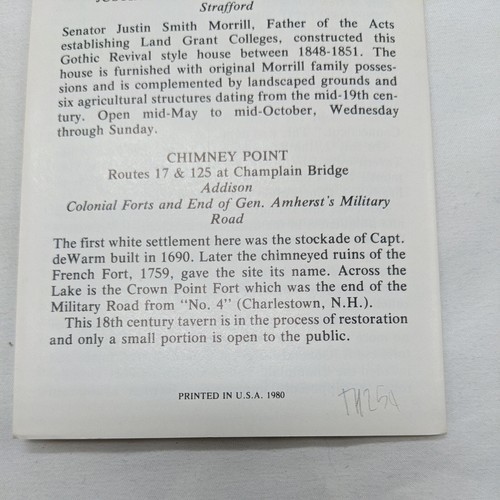 Strafford
Senator Justin Smith Morrill, Father of the Acts
establishing Land Grant Colleges, constructed this
Gothic Revival style house between 1848-1851. The
house is furnished with original Morrill family posses-
sions and is complemented by landscaped grounds and
six agricultural structures dating from the mid-19th cen-
tury. Open mid-May to mid-October, Wednesday
through Sunday.
CHIMNEY POINT
Routes 17 & 125 at Champlain Bridge
Addison
Colonial Forts and End of Gen. Amherst's Military
Road
The first white settlement here was the stockade of Capt.
deWarm built in 1690. Later the chimneyed ruins of the
French Fort, 1759, gave the site its name. Across the
Lake is the Crown Point Fort which was the end of the
Military Road from "No. 4" (Charlestown, N.H.).
This 18th century tavern is in the process of restoration
and only a small portion is open to the public.
PRINTED IN U.S.A. 1980